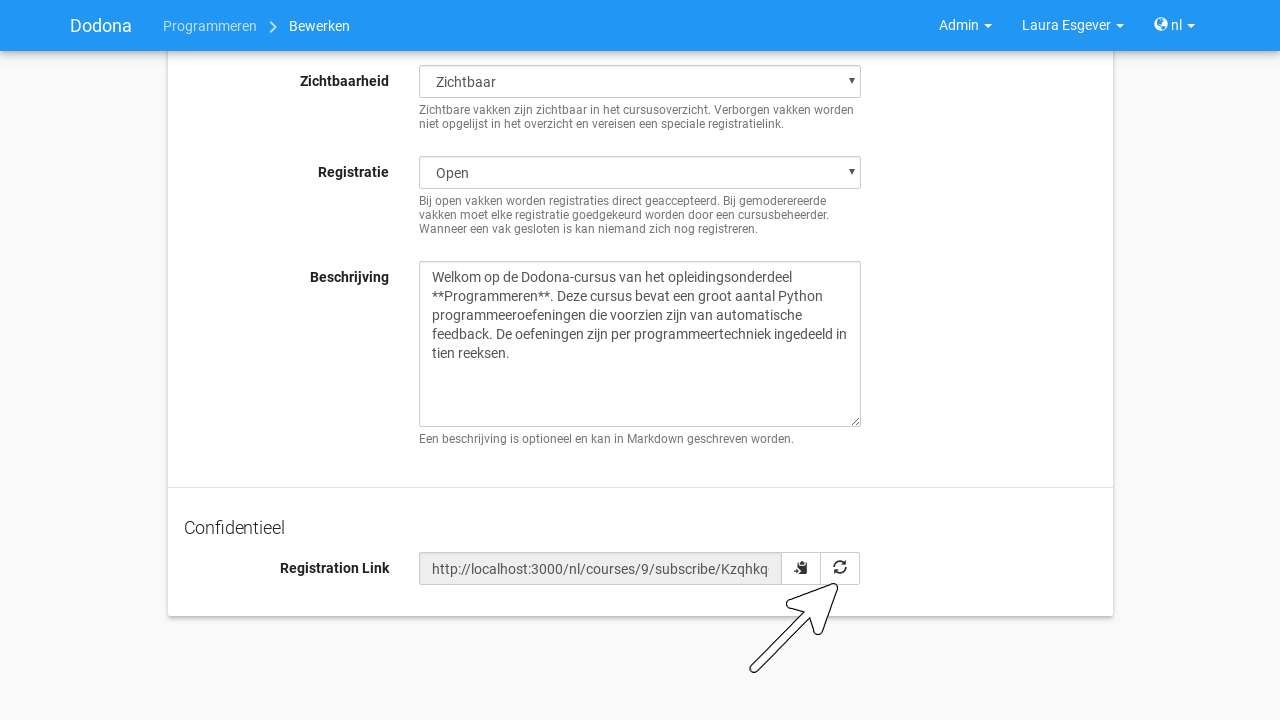 Dodona Programmeren Bewerken Admin Laura Esgever nl
Zichtbaarheid Zichtbaar
Zichtbare vakken zijn zichtbaar in het cursusoverzicht. Verborgen vakken worden
niet opgelijst in het overzicht en vereisen een speciale registratielink.
Registratie Open
Bij open vakken worden registraties direct geaccepteerd. Bij gemoderereerde
vakken moet elke registratie goedgekeurd worden door een cursusbeheerder.
Wanneer een vak gesloten is kan niemand zich nog registreren.
Beschrijving Welkom op de Dodona-cursus van het opleidingsonderdeel
**Programmeren**. Deze cursus bevat een groot aantal Python
programmeeroefeningen die voorzien zijn van automatische
feedback. De oefeningen zijn per programmeertechniek ingedeeld in
tien reeksen.
Een beschrijving is optioneel en kan in Markdown geschreven worden.
Confidentieel
Registration Link http://localhost:3000/nl/courses/9/subscribe/Kzqhkq